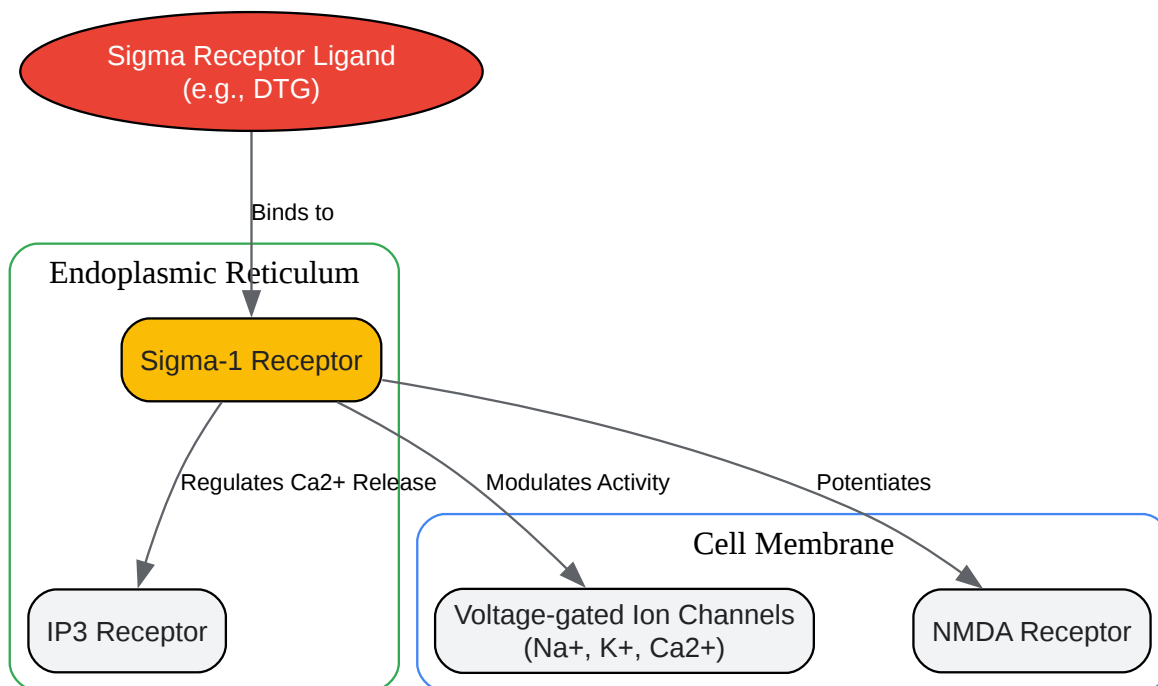 Sigma Receptor Ligand
(e.g., DTG)
Binds to
Endoplasmic Reticulum
Sigma-1 Receptor
Regulates Ca2+ Release
Modulates Activity
Potentiates
Cell Membrane
IP3 Receptor
Voltage-gated Ion Channels
(Na+, K+, Ca2+)
NMDA Receptor